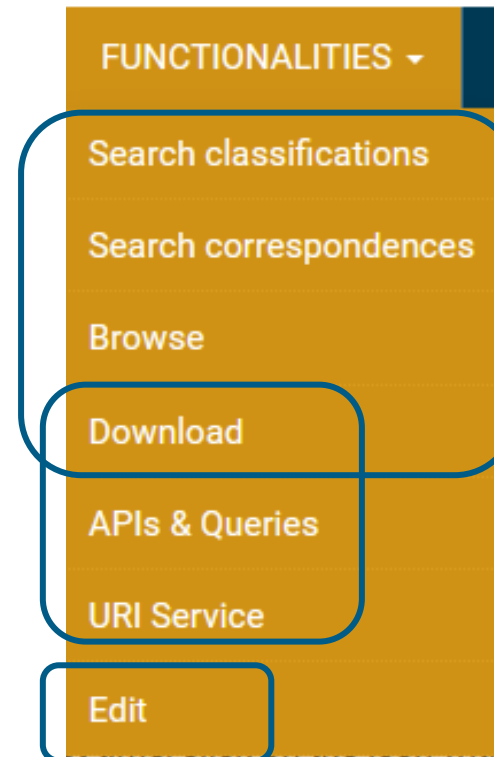 FUNCTIONALITIES
Search classifications
Search correspondences
Browse
Download
APIs & Queries
URI Service
Edit